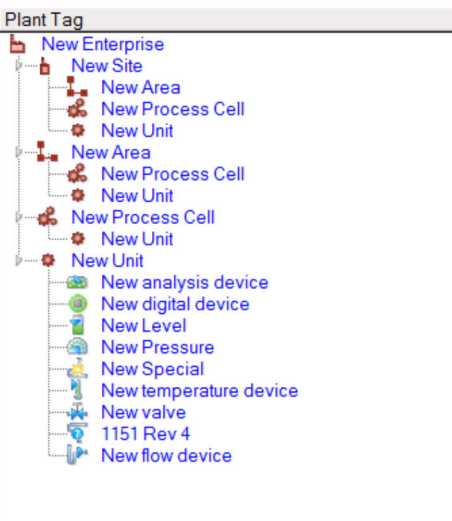 Plant Tag
New Enterprise
New Site
New Area
New Process Cell
New Unit
New Area
New Process Cell
New Unit
New Process Cell
New Unit
New Unit
New analysis device
New digital device
New Level
New Pressure
New Special
New temperature device
New valve
1151 Rev 4
New flow device